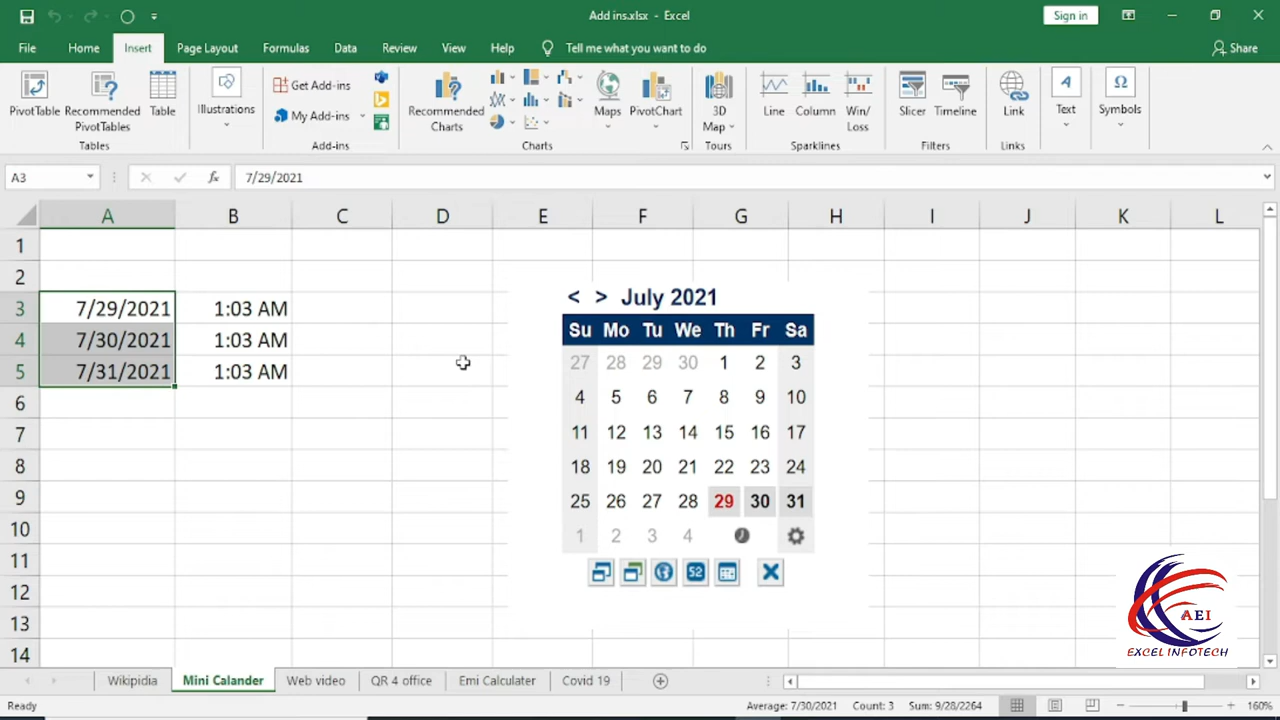 Add ins.xlsx - Excel
Sign in
File Home Insert Page Layout Formulas Data Review View Help Tell me what you want to do Share
PivotTable Recommended PivotTables Table Illustrations Get Add-ins My Add-ins Recommended Charts Maps PivotChart 3D Map Line Column Win/ Loss Slicer Timeline Link A Text Ω Symbols
Tables Add-ins Charts Tours Sparklines Filters Links
A3 fx 7/29/2021
A B C D E F G H I J K L
1
2
3 7/29/2021 1:03 AM
4 7/30/2021 1:03 AM
5 7/31/2021 1:03 AM
6
7
8
9
10
11
12
13
14
< > July 2021
Su Mo Tu We Th Fr Sa
27 28 29 30 1 2 3
4 5 6 7 8 9 10
11 12 13 14 15 16 17
18 19 20 21 22 23 24
25 26 27 28 29 30 31
1 2 3 4
52
AEI
EXCEL INFOTECH
Wikipidia Mini Calander Web video QR 4 office Emi Calculater Covid 19
Ready Average: 7/30/2021 Count: 3 Sum: 9/28/2264 160%